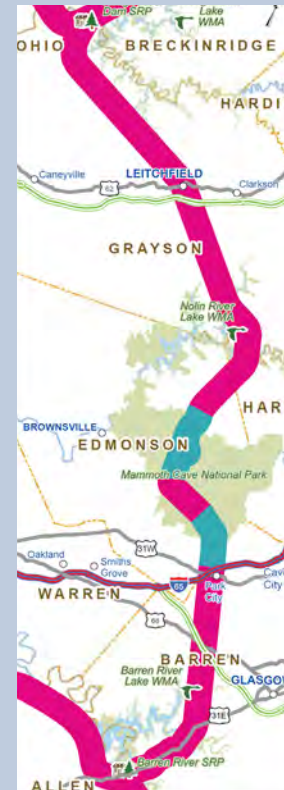 Dam SRP
Lake
WMA
OHIO
BRECKINRIDGE
HARDI
Caneyville
LEITCHFIELD
62
Clarkson
GRAYSON
Nolin River
Lake WMA
HAR
BROWNSVILLE
EDMONSON
Mammoth Cave National Park
31W
Oakland
Smiths
Grove
65
Park
City
Cavi
City
WARREN
68
BARREN
Barren River
Lake WMA
GLASGOW
31E
Barren River SRP
ALLEN